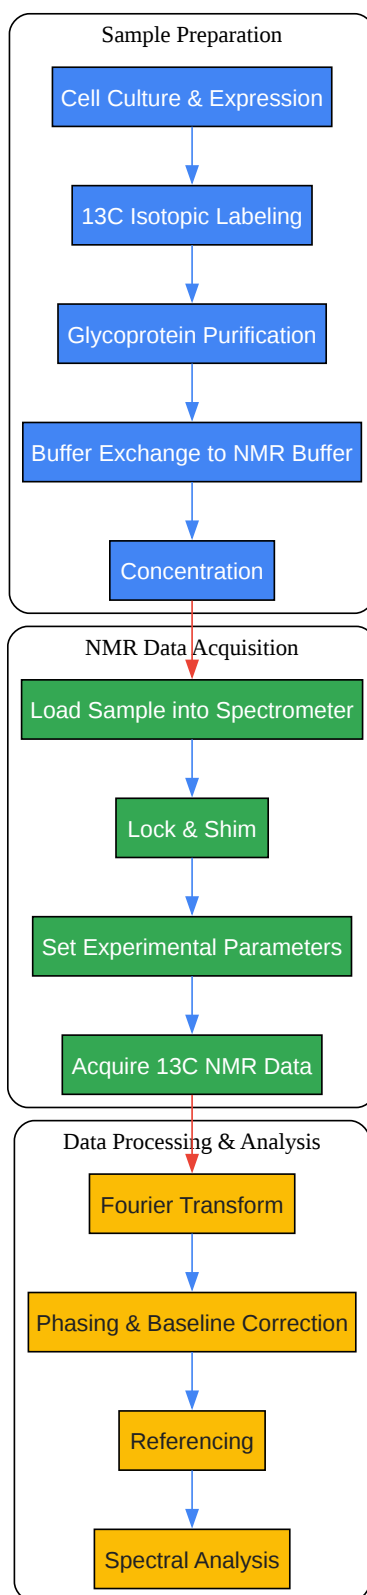 Sample Preparation
Cell Culture & Expression
13C Isotopic Labeling
Glycoprotein Purification
Buffer Exchange to NMR Buffer
Concentration
NMR Data Acquisition
Load Sample into Spectrometer
Lock & Shim
Set Experimental Parameters
Acquire 13C NMR Data
Data Processing & Analysis
Fourier Transform
Phasing & Baseline Correction
Referencing
Spectral Analysis